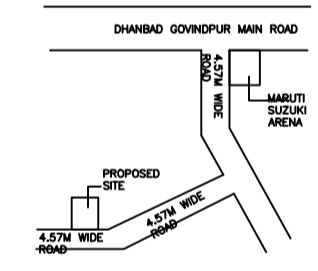 DHANBAD GOVINDPUR MAIN ROAD
4.57M WIDE
ROAD
MARUTI
SUZUKI
ARENA
PROPOSED
SITE
4.57M WIDE
ROAD
4.57M WIDE
ROAD